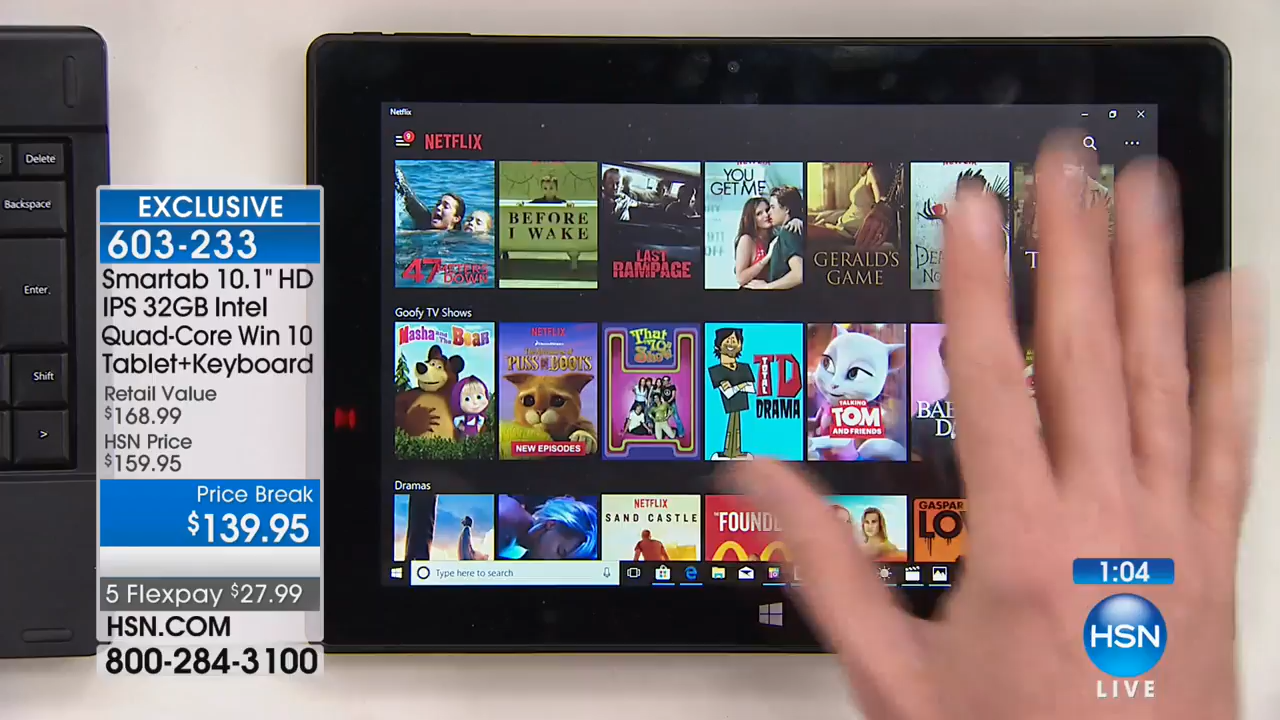 Delete
Backspace
Enter
Shift
>
EXCLUSIVE
603-233
Smartab 10.1" HD
IPS 32GB Intel
Quad-Core Win 10
Tablet+Keyboard
Retail Value
$168.99
HSN Price
$159.95
Price Break
$139.95
5 Flexpay $27.99
HSN.COM
800-284-3100
Netflix
9
NETFLIX
47
METERS DOWN
BEFORE
I WAKE
LAST
RAMPAGE
YOU
GET ME
GERALD'S
GAME
Goofy TV Shows
Masha and The Bear
NETFLIX
PUSS IN BOOTS
NEW EPISODES
That
'70s
Show
TOTAL
DRAMA
TALKING
TOM
AND FRIENDS
Dramas
NETFLIX
SAND CASTLE
Type here to search
1:04
HSN
LIVE